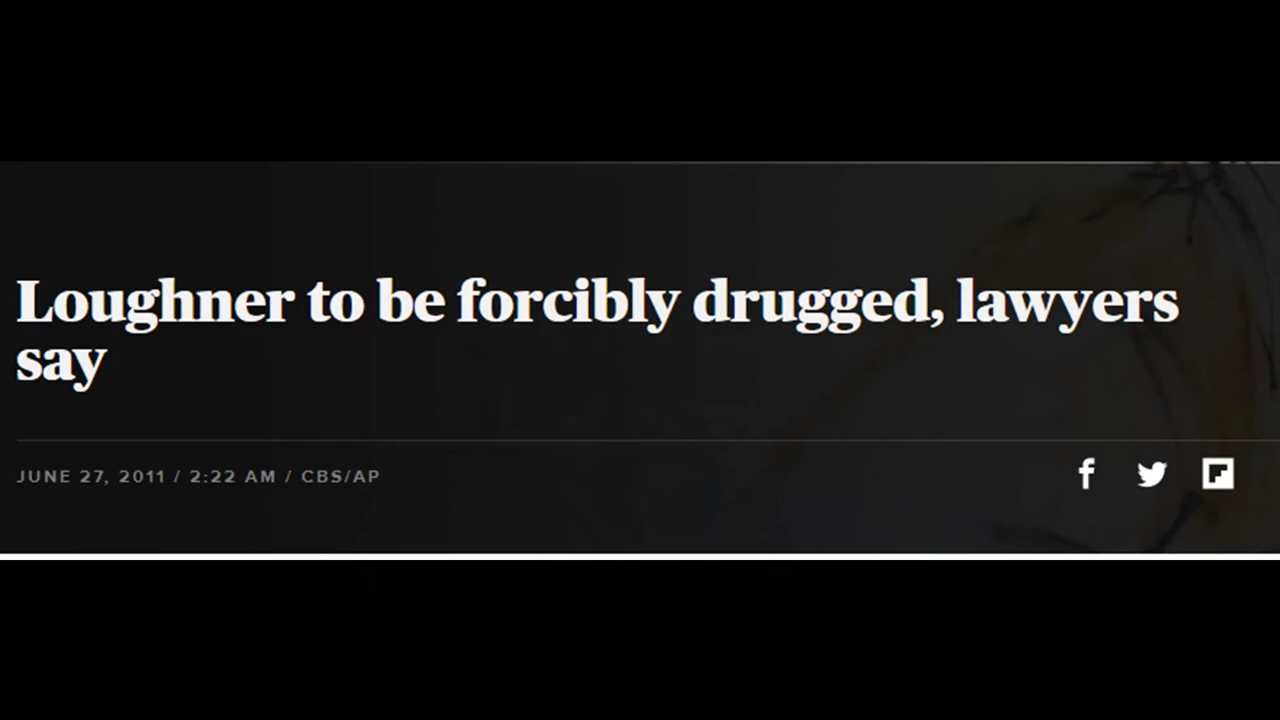 Loughner to be forcibly drugged, lawyers
say
JUNE 27, 2011 / 2:22 AM / CBS/AP